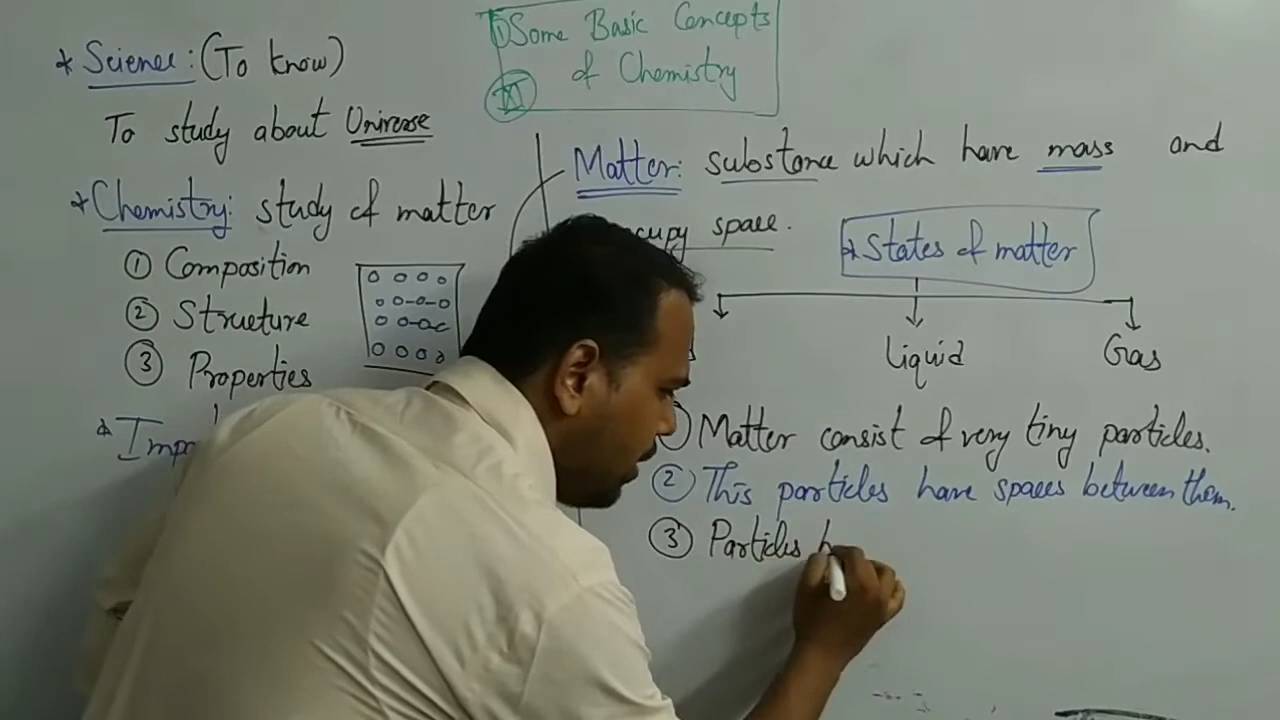 ① Some Basic Concepts
of Chemistry
XI
* Science: (To know)
To study about Universe
* Chemistry: study of matter
① Composition
② Structure
③ Properties
Matter: substance which have mass and
space.
* States of matter
Liquid
Gas
Matter consist of very tiny particles.
② This particles have spaces between them.
③ Particles h